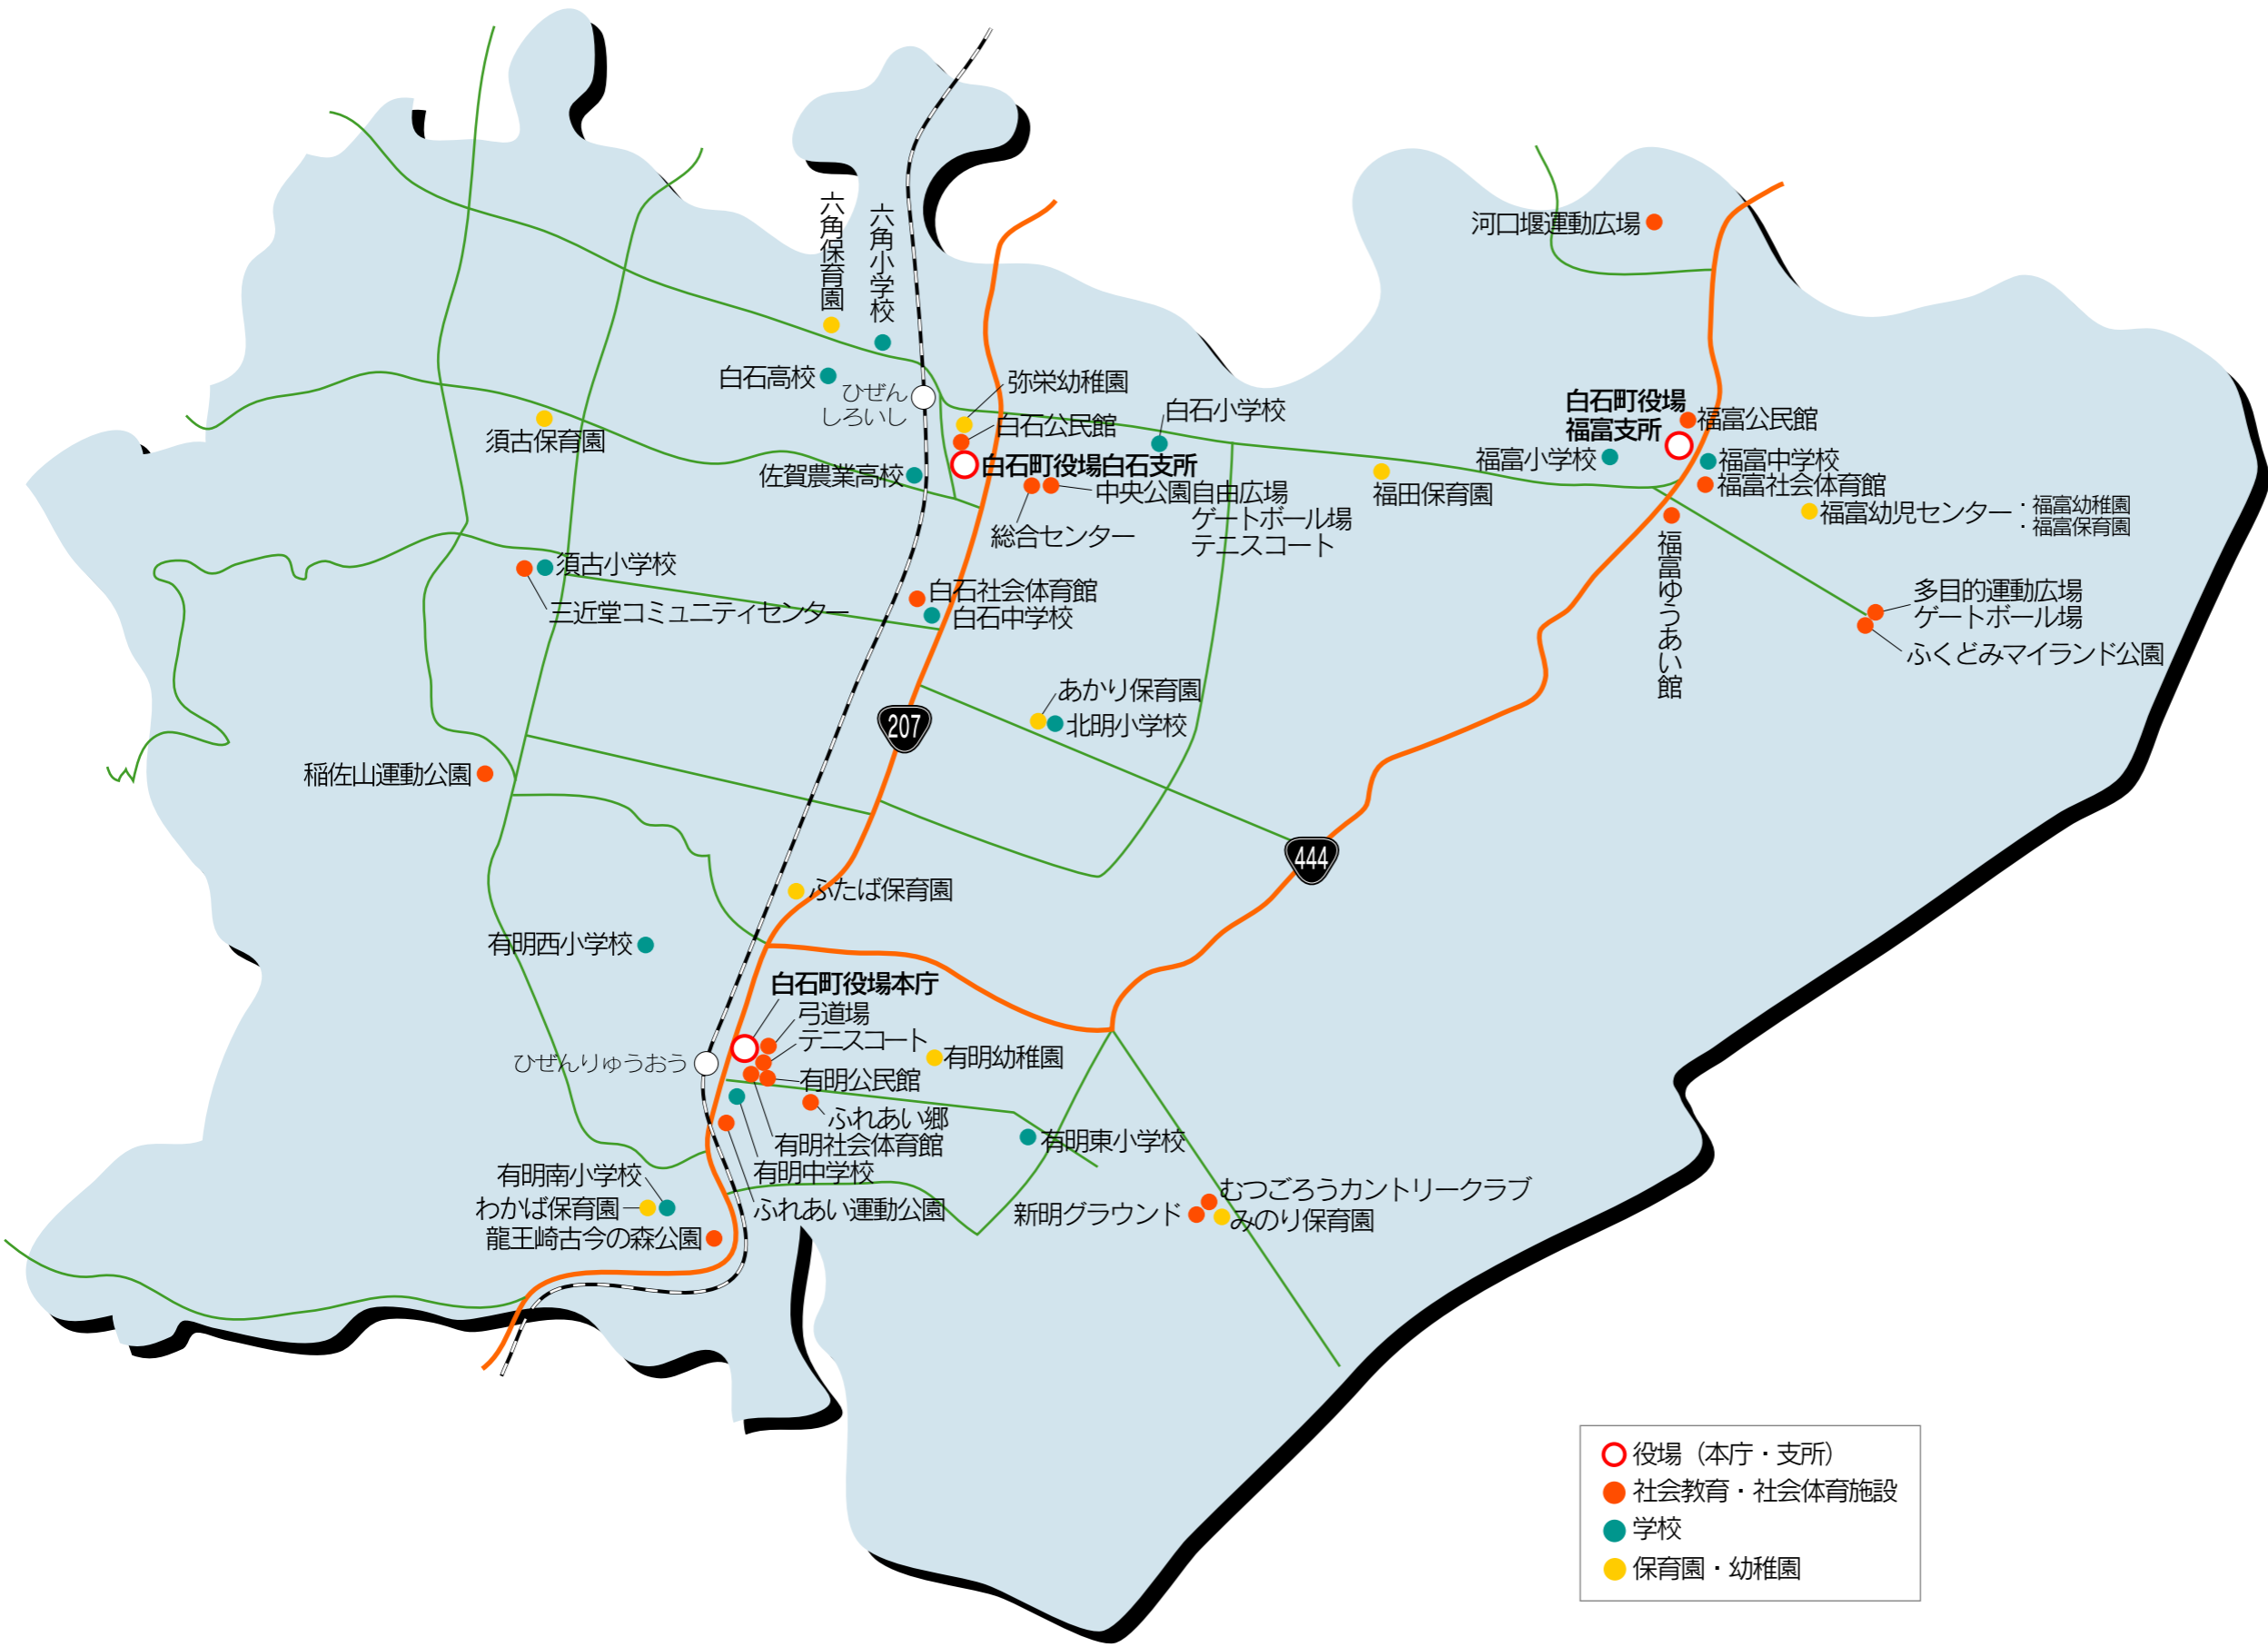 六角保育園
六角小学校
河口堰運動広場
白石高校
ひぜん
しろいし
弥栄幼稚園
白石公民館
白石小学校
白石町役場
福富支所
福富公民館
須古保育園
佐賀農業高校
白石町役場白石支所
中央公園自由広場
ゲートボール場
テニスコート
総合センター
福田保育園
福富小学校
福富中学校
福富社会体育館
福富幼児センター
・福富幼稚園
・福富保育園
福富ゆうあい館
須古小学校
三近堂コミュニティセンター
白石社会体育館
白石中学校
多目的運動広場
ゲートボール場
ふくどみマイランド公園
あかり保育園
北明小学校
207
稲佐山運動公園
444
ふたば保育園
有明西小学校
白石町役場本庁
弓道場
テニスコート
ひぜんりゅうおう
有明幼稚園
有明公民館
ふれあい郷
有明社会体育館
有明中学校
ふれあい運動公園
有明東小学校
有明南小学校
わかば保育園
龍王崎古今の森公園
むつごろうカントリークラブ
新明グラウンド
みのり保育園
役場（本庁・支所）
社会教育・社会体育施設
学校
保育園・幼稚園